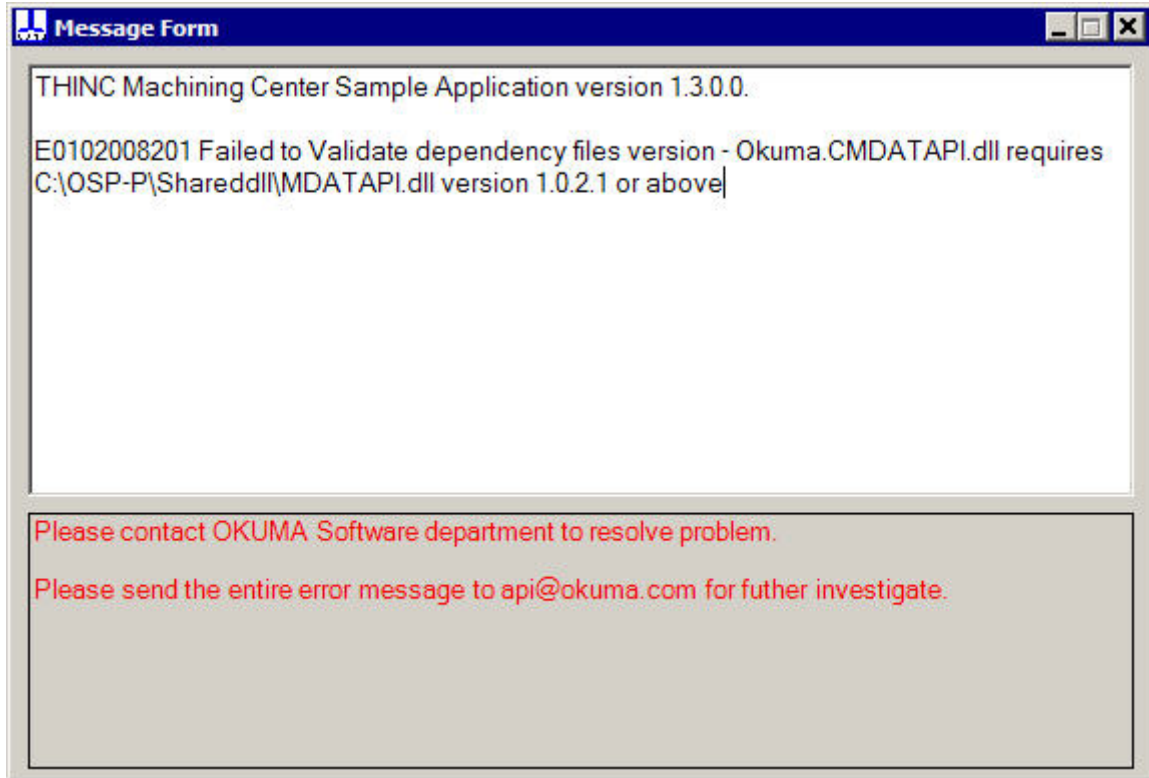 Message Form
THINC Machining Center Sample Application version 1.3.0.0.
E0102008201 Failed to Validate dependency files version - Okuma.CMDATAPI.dll requires
C:\OSP-P\Shareddll\MDATAPI.dll version 1.0.2.1 or above
Please contact OKUMA Software department to resolve problem.
Please send the entire error message to api@okuma.com for futher investigate.